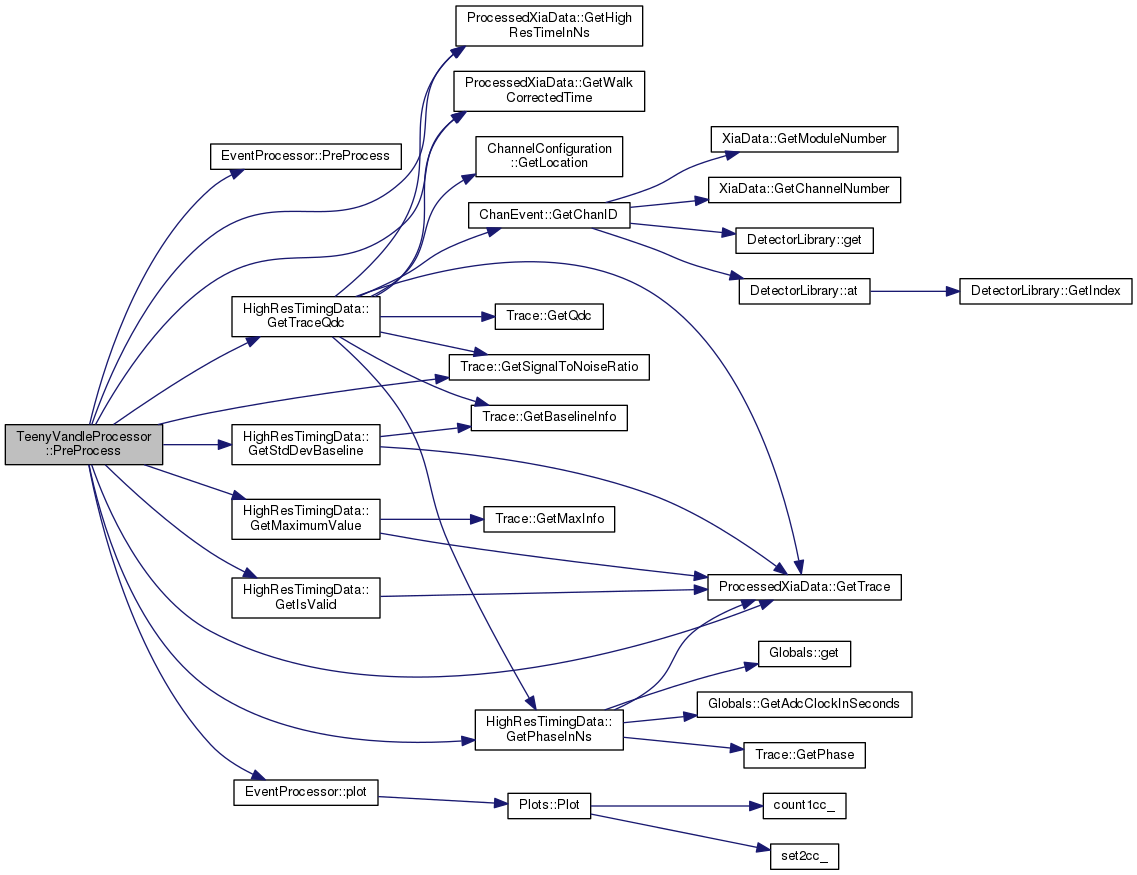 ProcessedXiaData::GetHigh
ResTimeInNs
ProcessedXiaData::GetWalk
CorrectedTime
EventProcessor::PreProcess
ChannelConfiguration
::GetLocation
XiaData::GetModuleNumber
XiaData::GetChannelNumber
ChanEvent::GetChanID
DetectorLibrary::get
DetectorLibrary::at
DetectorLibrary::GetIndex
HighResTimingData::
GetTraceQdc
Trace::GetQdc
Trace::GetSignalToNoiseRatio
Trace::GetBaselineInfo
TeenyVandleProcessor
::PreProcess
HighResTimingData::
GetStdDevBaseline
HighResTimingData::
GetMaximumValue
Trace::GetMaxInfo
HighResTimingData::
GetIsValid
ProcessedXiaData::GetTrace
Globals::get
Globals::GetAdcClockInSeconds
HighResTimingData::
GetPhaseInNs
Trace::GetPhase
EventProcessor::plot
Plots::Plot
count1cc_
set2cc_